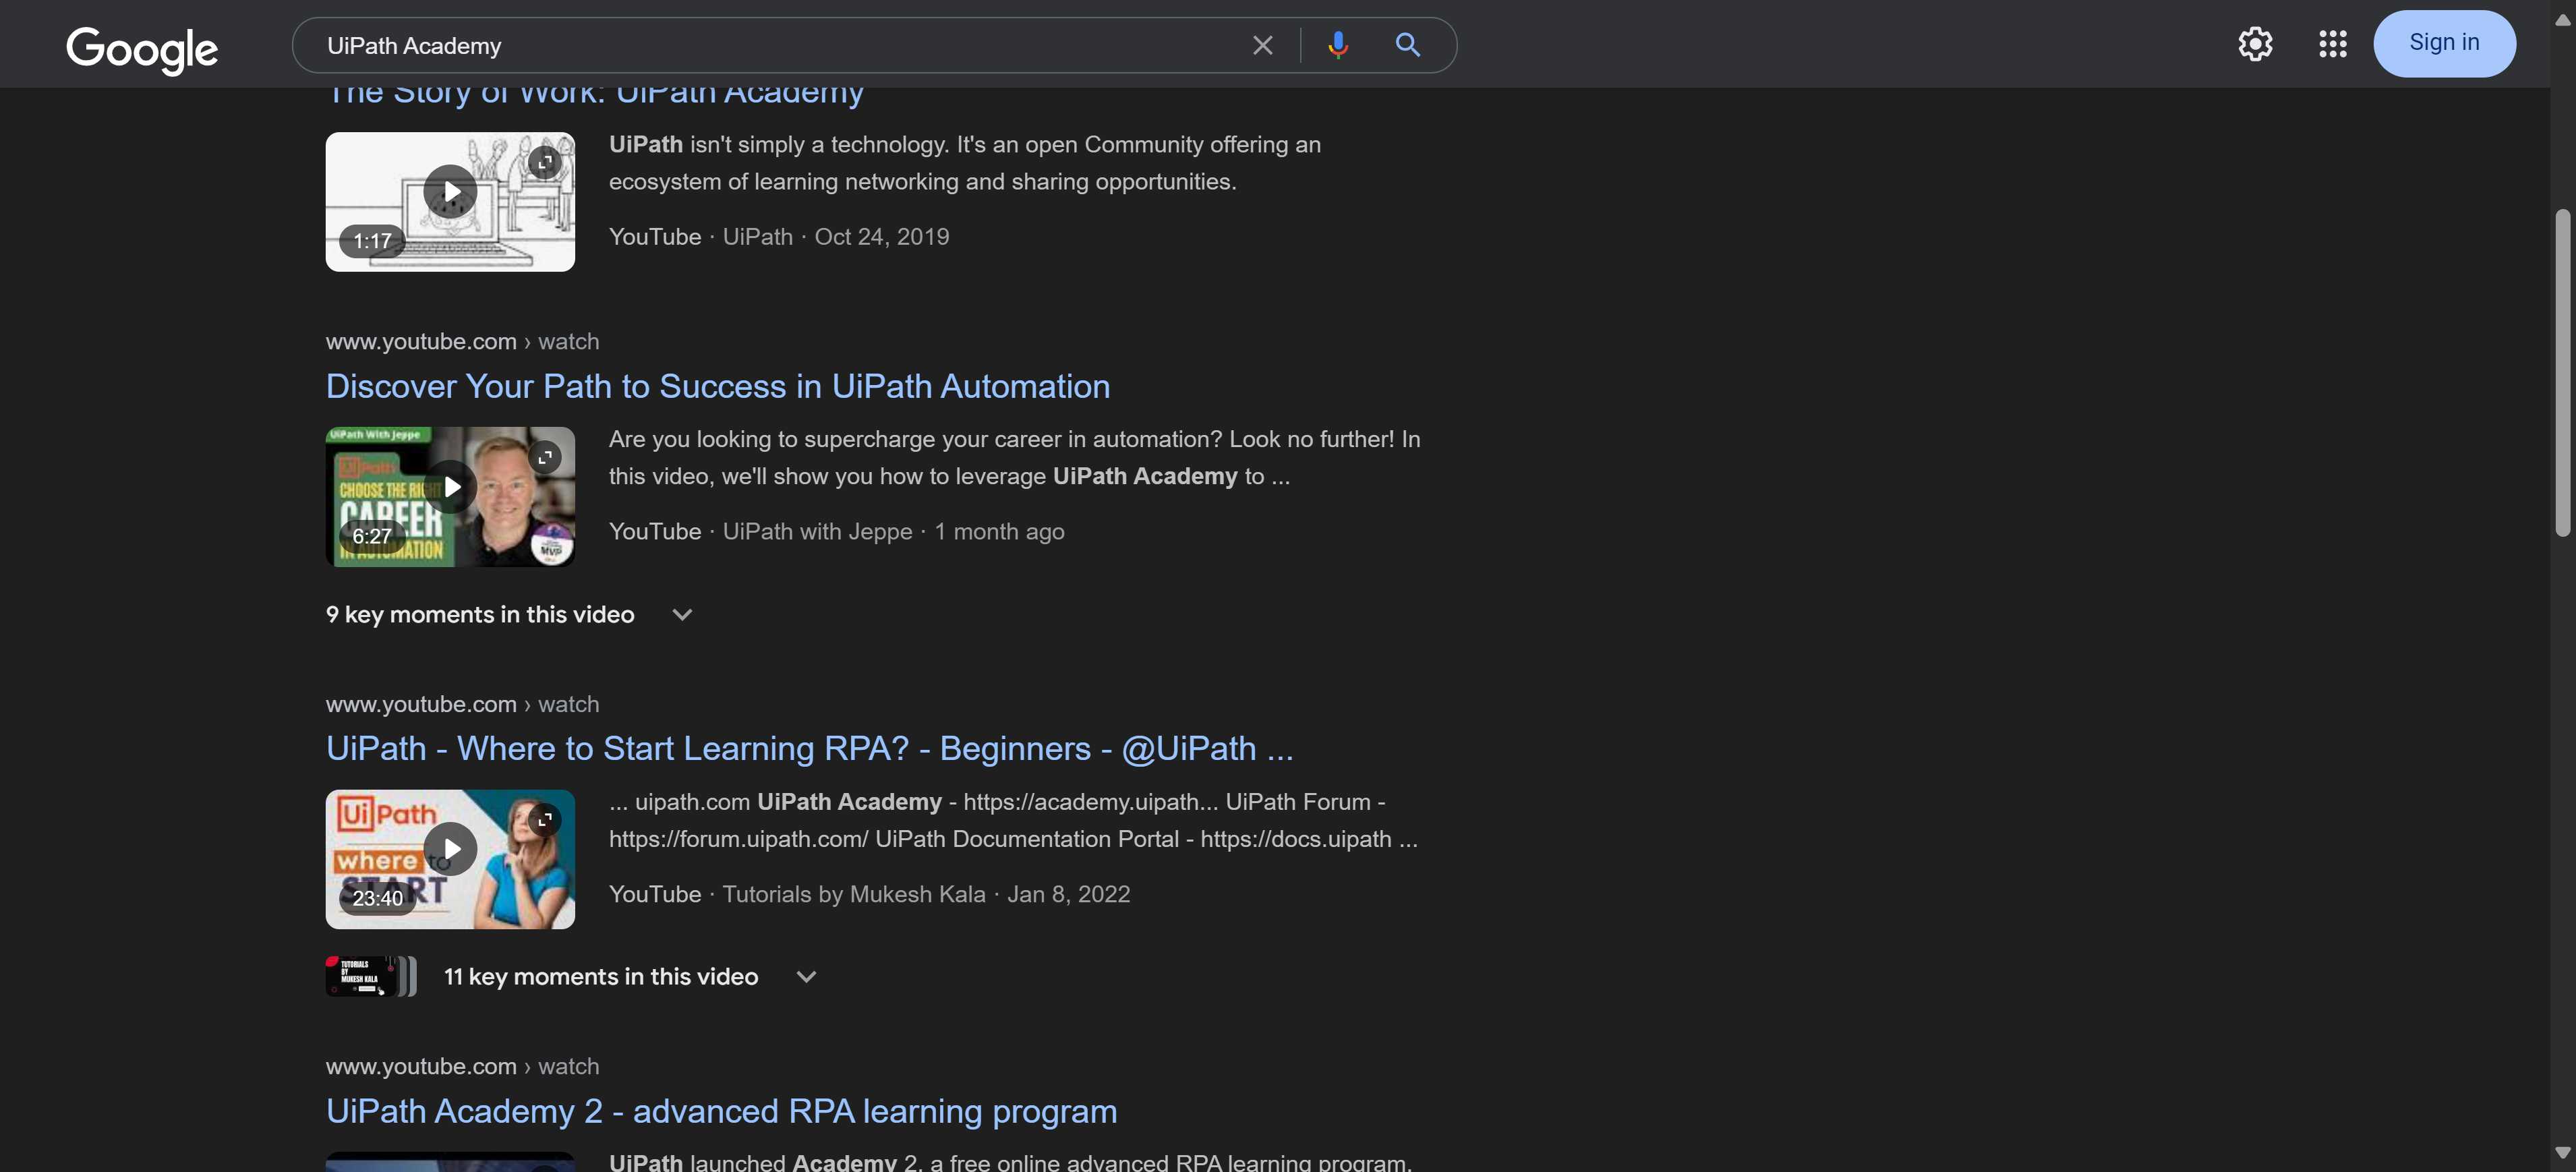 Google
UiPath Academy
Sign in
The Story of Work: UiPath Academy
UiPath isn't simply a technology. It's an open Community offering an
ecosystem of learning networking and sharing opportunities.
1:17
YouTube · UiPath · Oct 24, 2019
www.youtube.com › watch
Discover Your Path to Success in UiPath Automation
UiPath With Jeppe
UiPath
CHOOSE THE RIGHT
CAREER
IN AUTOMATION
MVP
6:27
Are you looking to supercharge your career in automation? Look no further! In
this video, we'll show you how to leverage UiPath Academy to ...
YouTube · UiPath with Jeppe · 1 month ago
9 key moments in this video
www.youtube.com › watch
UiPath - Where to Start Learning RPA? - Beginners - @UiPath ...
UiPath
where to
START
23:40
... uipath.com UiPath Academy - https://academy.uipath... UiPath Forum -
https://forum.uipath.com/ UiPath Documentation Portal - https://docs.uipath ...
YouTube · Tutorials by Mukesh Kala · Jan 8, 2022
TUTORIALS
BY
MUKESH KALA
11 key moments in this video
www.youtube.com › watch
UiPath Academy 2 - advanced RPA learning program
UiPath launched Academy 2, a free online advanced RPA learning program.